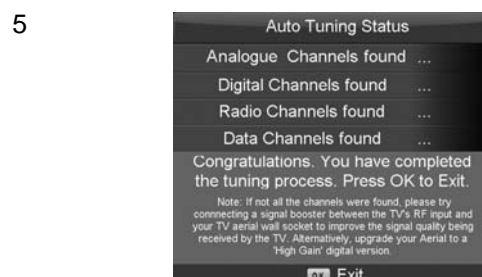 5
Auto Tuning Status
Analogue Channels found ...
Digital Channels found ...
Radio Channels found ...
Data Channels found ...
Congratulations. You have completed
the tuning process. Press OK to Exit.
Note: If not all the channels were found, please try
connnecting a signal booster between the TV's RF input and
your TV aerial wall socket to improve the signal quality being
received by the TV. Alternatively, upgrade your Aerial to a
'High Gain' digital version.
OK Exit